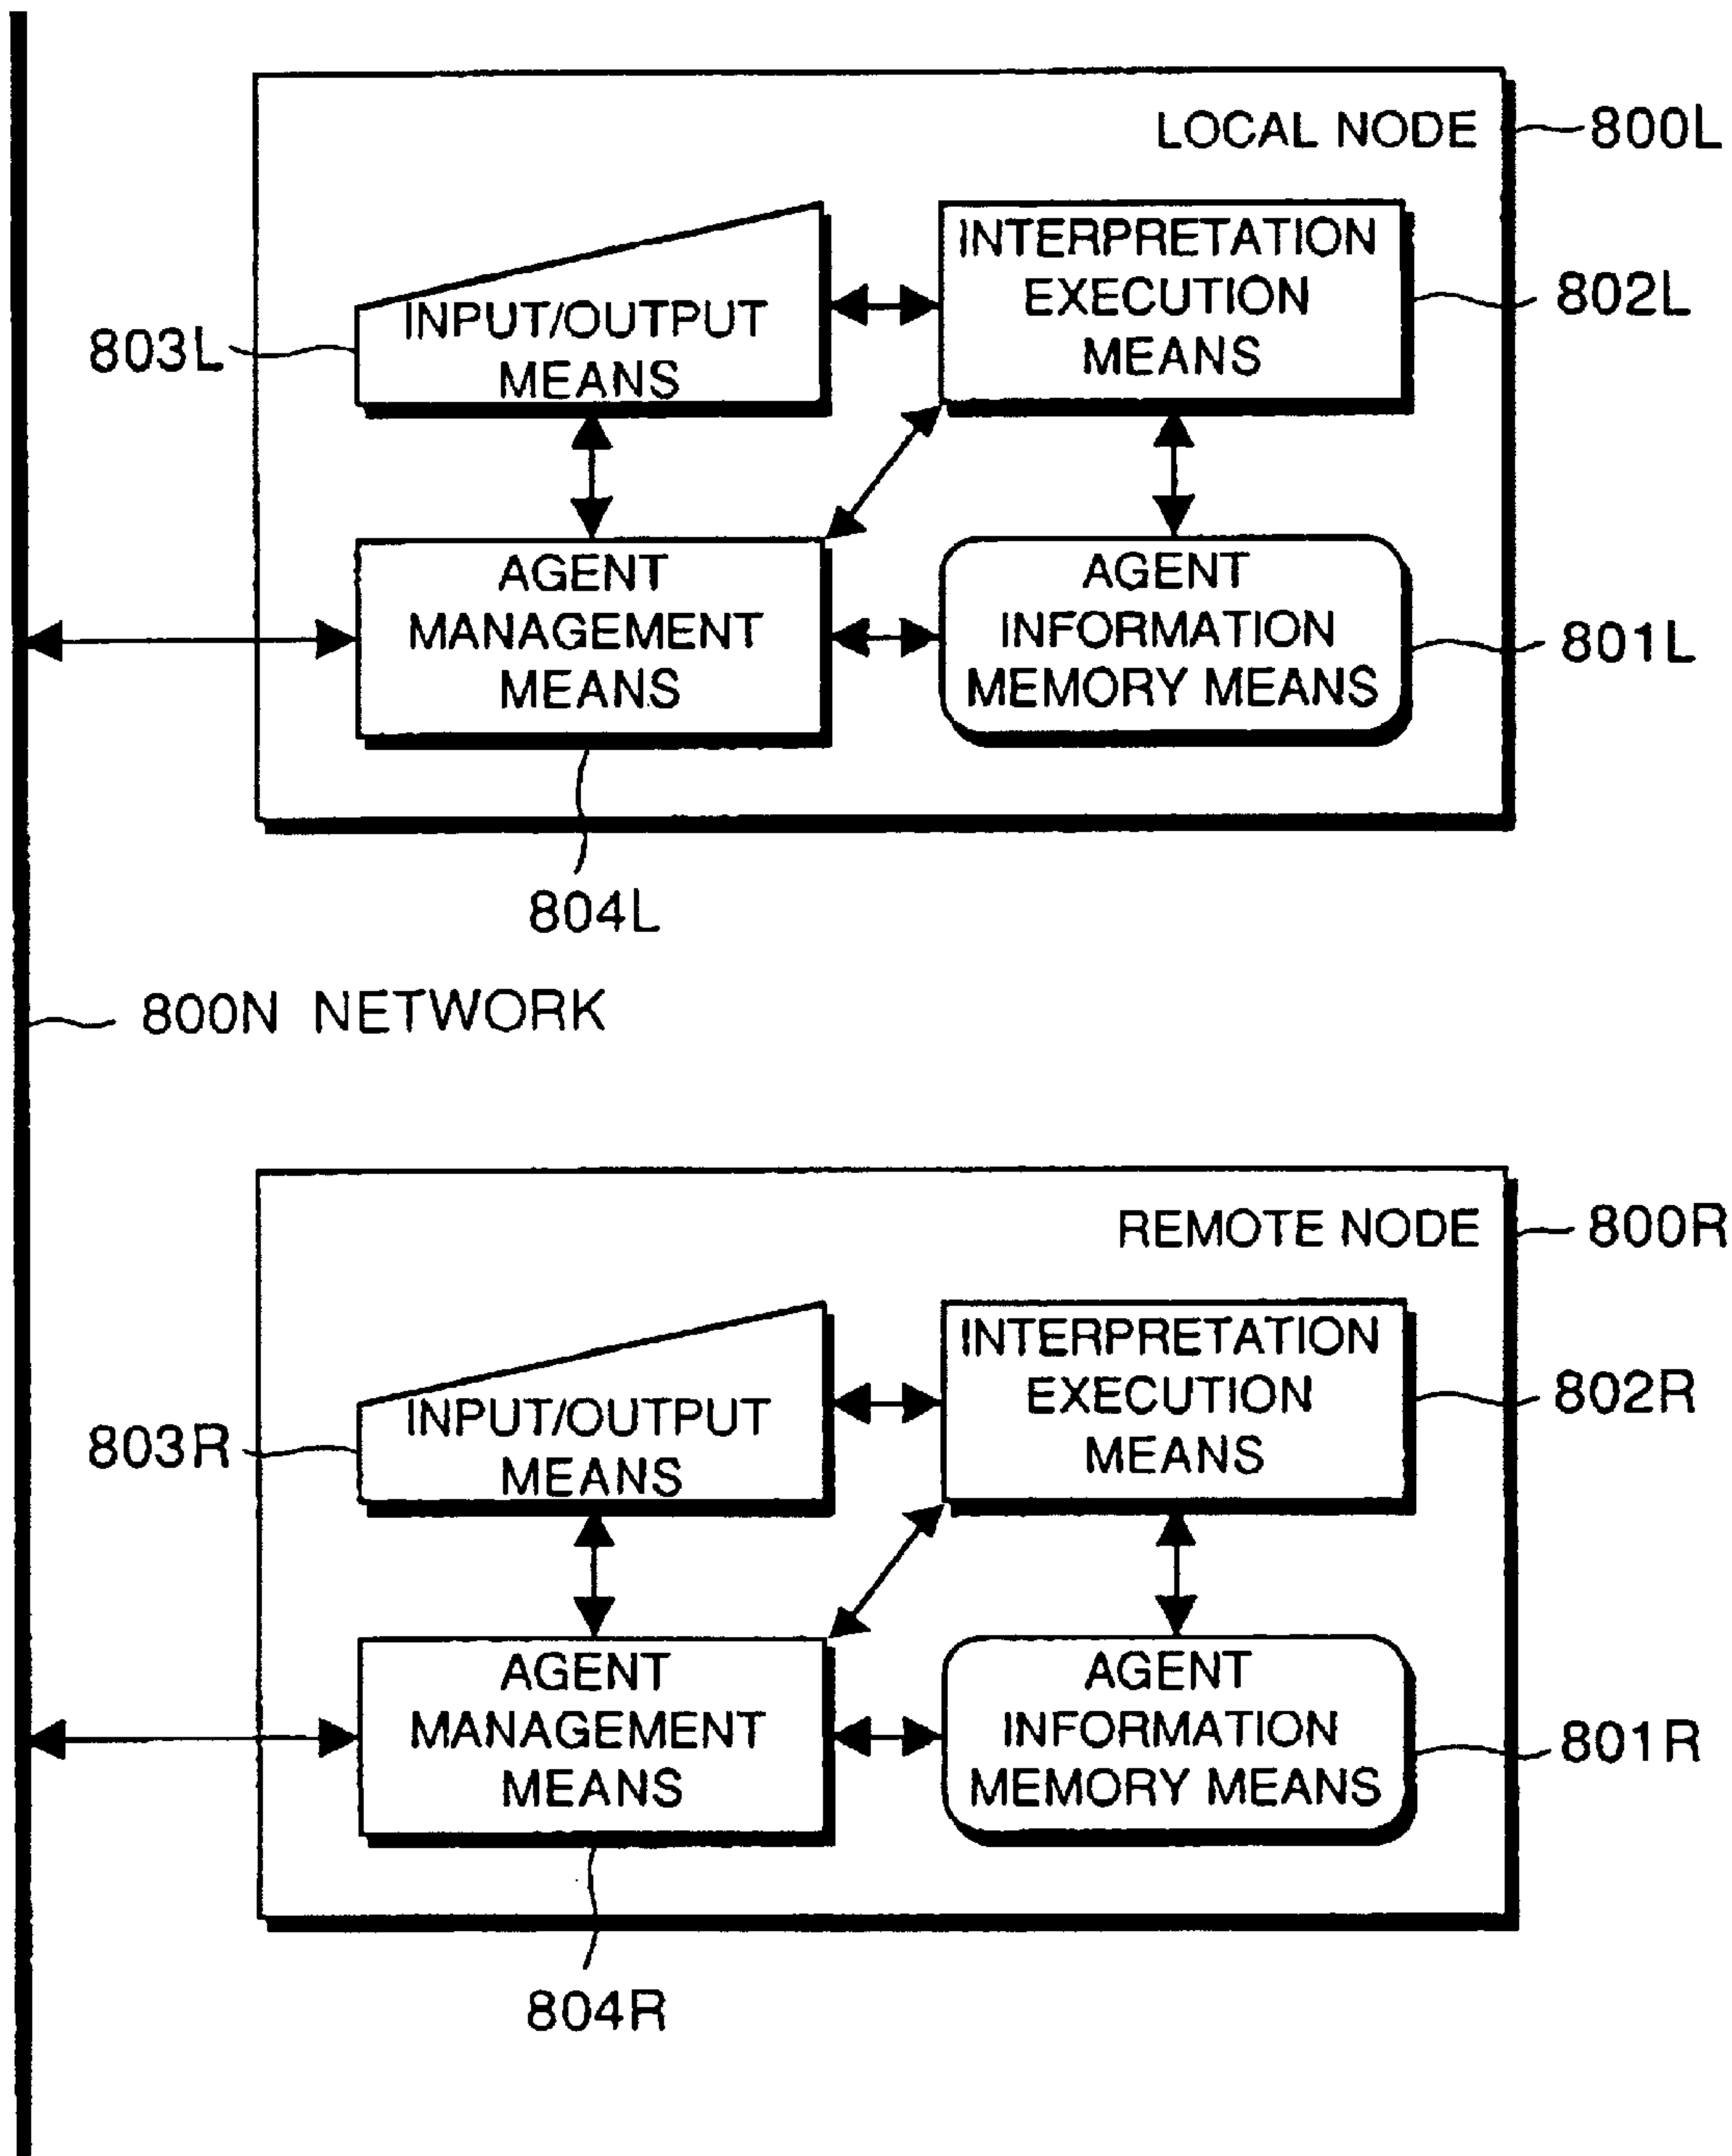 LOCAL NODE
800L
INTERPRETATION
EXECUTION
MEANS
802L
INPUT/OUTPUT
MEANS
803L
AGENT
MANAGEMENT
MEANS
AGENT
INFORMATION
MEMORY MEANS
801L
804L
800N NETWORK
REMOTE NODE
800R
INTERPRETATION
EXECUTION
MEANS
802R
INPUT/OUTPUT
MEANS
803R
AGENT
MANAGEMENT
MEANS
AGENT
INFORMATION
MEMORY MEANS
801R
804R